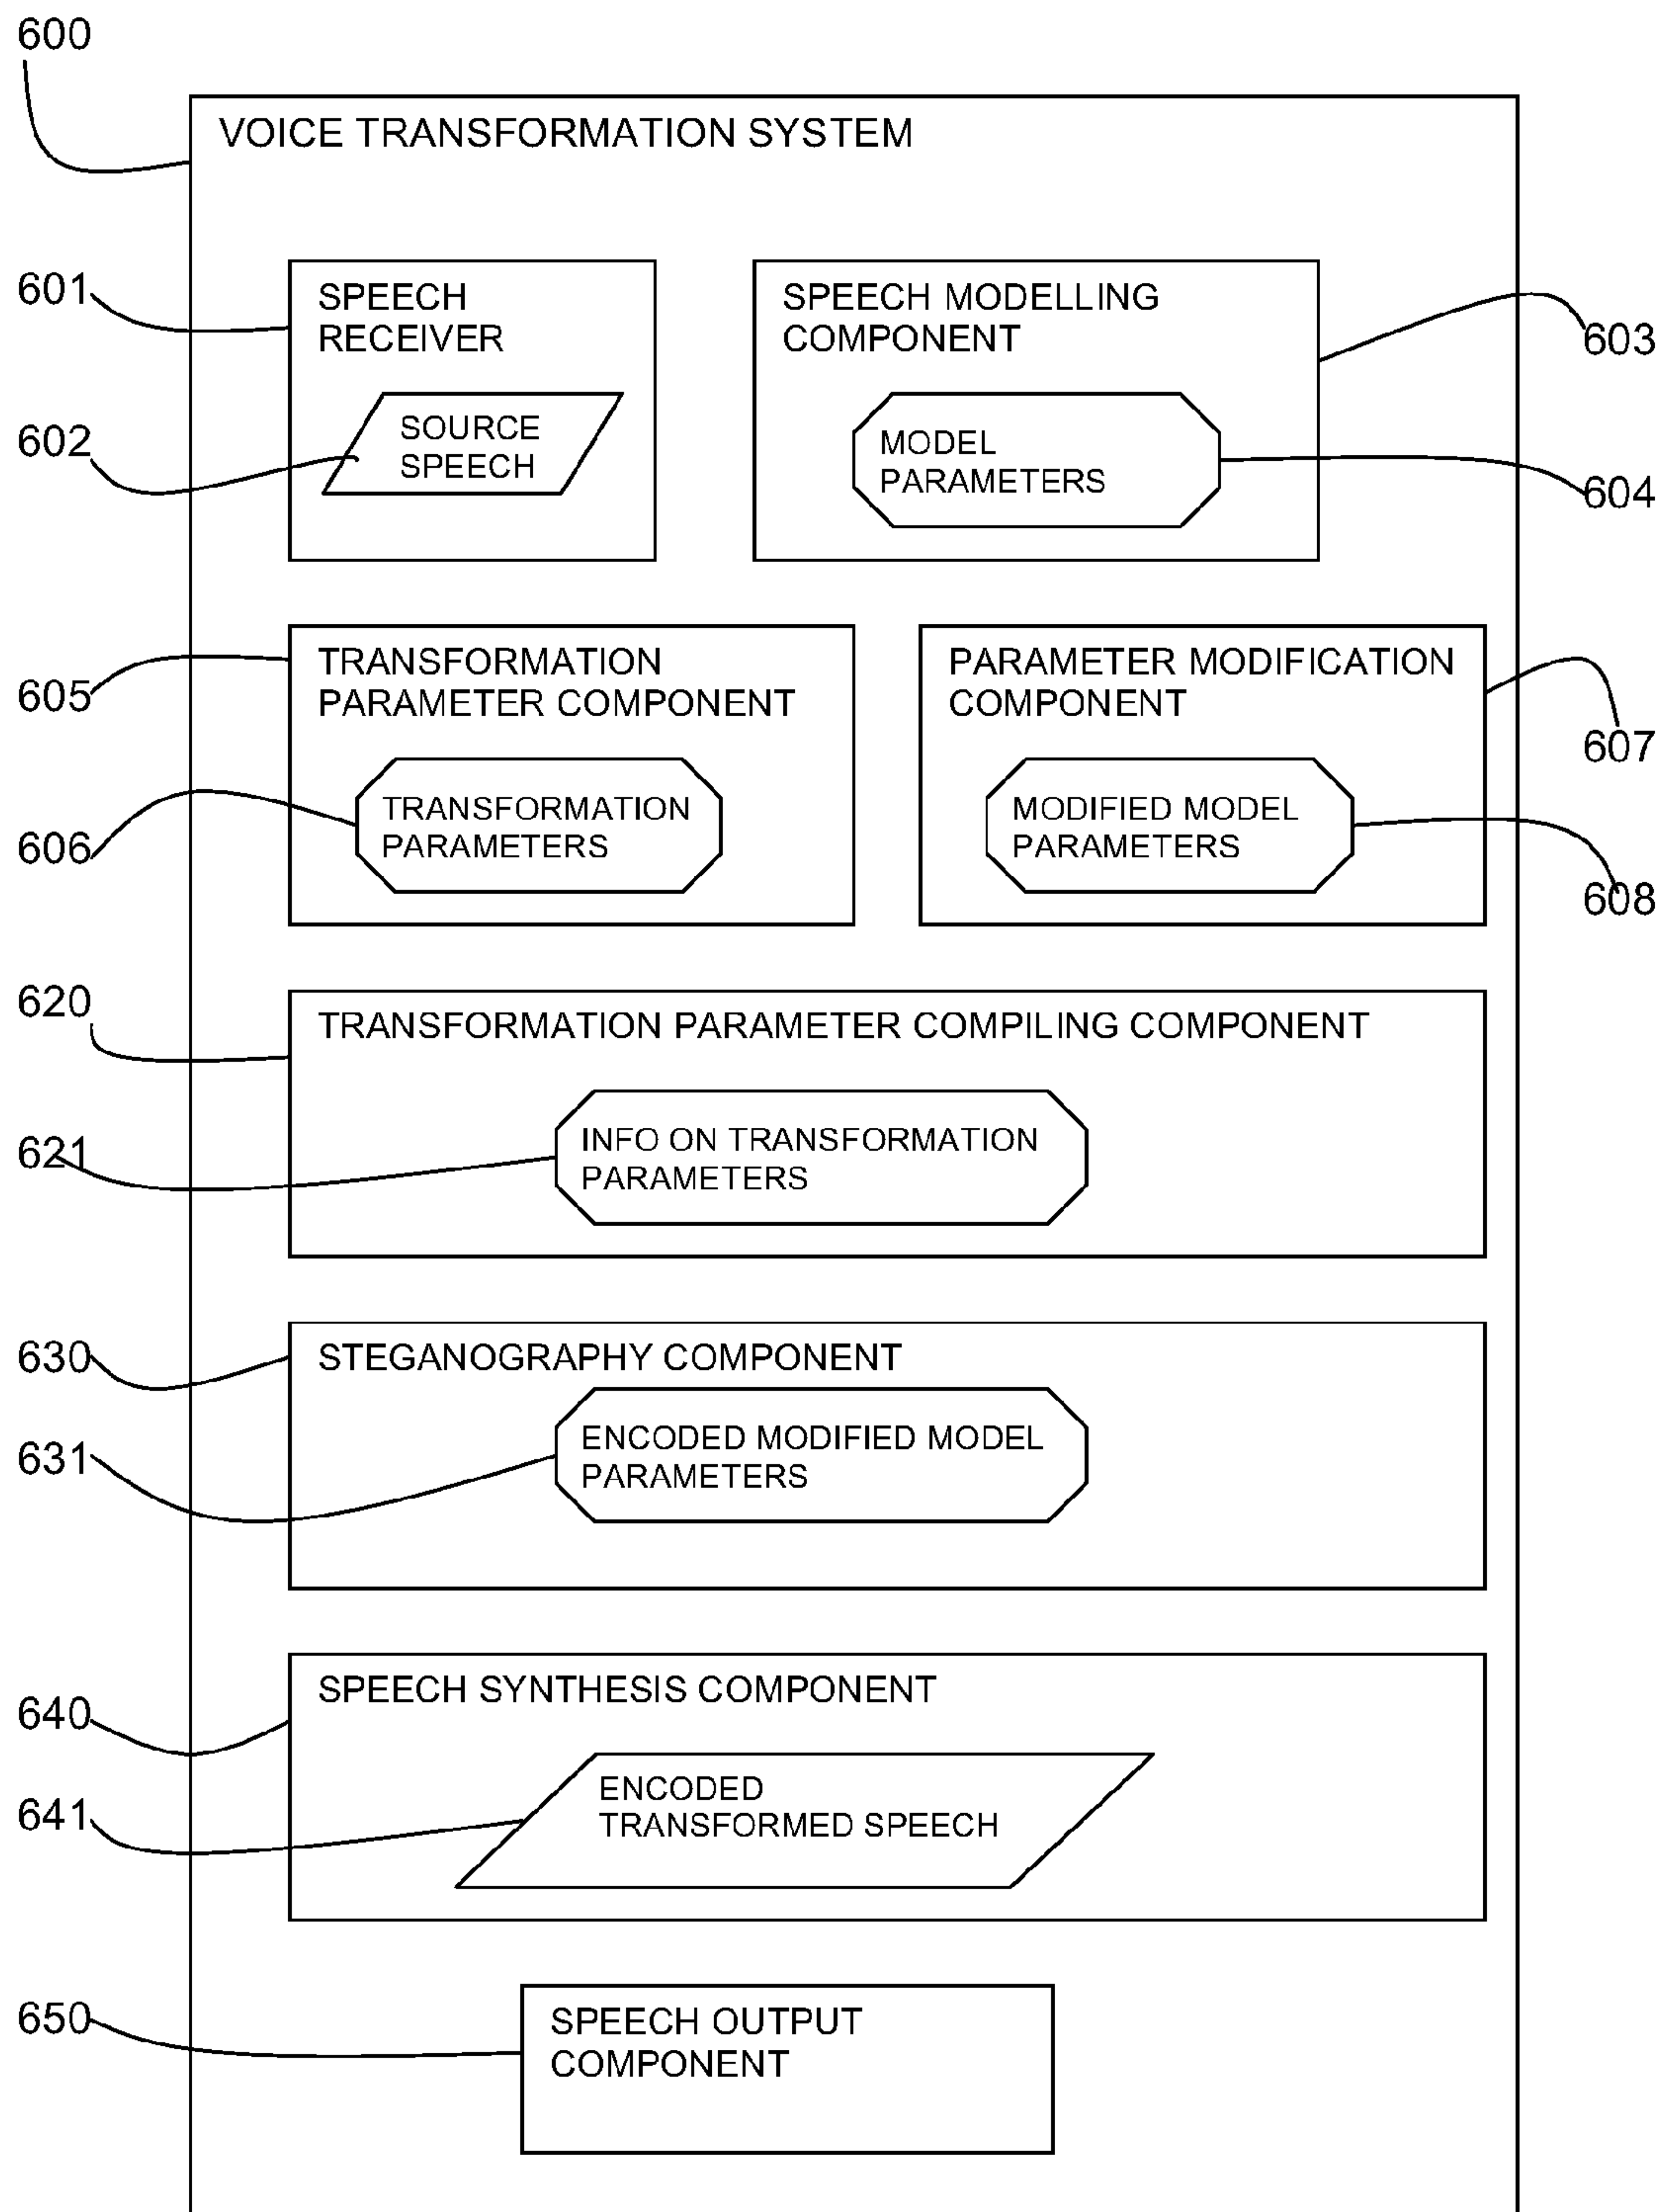 600
VOICE TRANSFORMATION SYSTEM
601
SPEECH
RECEIVER
602
SOURCE
SPEECH
SPEECH MODELLING
COMPONENT
603
MODEL
PARAMETERS
604
605
TRANSFORMATION
PARAMETER COMPONENT
606
TRANSFORMATION
PARAMETERS
PARAMETER MODIFICATION
COMPONENT
607
MODIFIED MODEL
PARAMETERS
608
620
TRANSFORMATION PARAMETER COMPILING COMPONENT
621
INFO ON TRANSFORMATION
PARAMETERS
630
STEGANOGRAPHY COMPONENT
631
ENCODED MODIFIED MODEL
PARAMETERS
640
SPEECH SYNTHESIS COMPONENT
641
ENCODED
TRANSFORMED SPEECH
650
SPEECH OUTPUT
COMPONENT